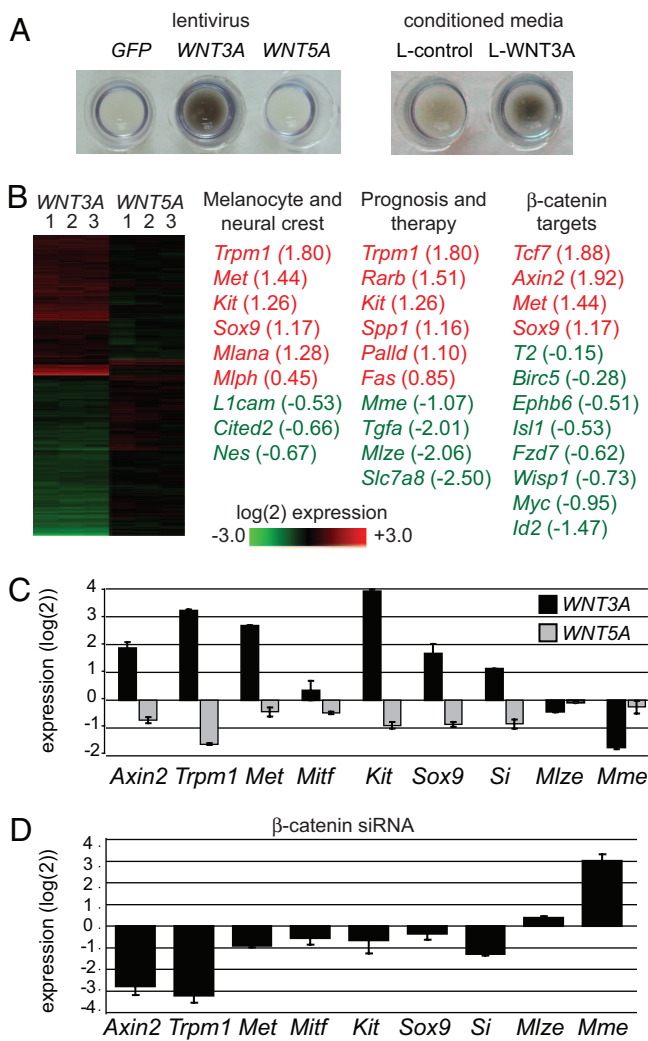 A
lentivirus
conditioned media
GFP WNT3A WNT5A
L-control L-WNT3A
B
WNT3A WNT5A
1 2 3 1 2 3
Melanocyte and
neural crest
Trpm1 (1.80)
Met (1.44)
Kit (1.26)
Sox9 (1.17)
Mlana (1.28)
Mlph (0.45)
L1cam (-0.53)
Cited2 (-0.66)
Nes (-0.67)
Prognosis and
therapy
Trpm1 (1.80)
Rarb (1.51)
Kit (1.26)
Spp1 (1.16)
Palld (1.10)
Fas (0.85)
Mme (-1.07)
Tgfa (-2.01)
Mlze (-2.06)
Slc7a8 (-2.50)
β-catenin
targets
Tcf7 (1.88)
Axin2 (1.92)
Met (1.44)
Sox9 (1.17)
T2 (-0.15)
Birc5 (-0.28)
Ephb6 (-0.51)
Isl1 (-0.53)
Fzd7 (-0.62)
Wisp1 (-0.73)
Myc (-0.95)
Id2 (-1.47)
log(2) expression
-3.0 +3.0
C
expression (log(2))
4
3
2
1
0
-1
-2
WNT3A
WNT5A
Axin2 Trpm1 Met Mitf Kit Sox9 Si Mlze Mme
D
β-catenin siRNA
expression (log(2))
4
3
2
1
0
-1
-2
-3
-4
Axin2 Trpm1 Met Mitf Kit Sox9 Si Mlze Mme